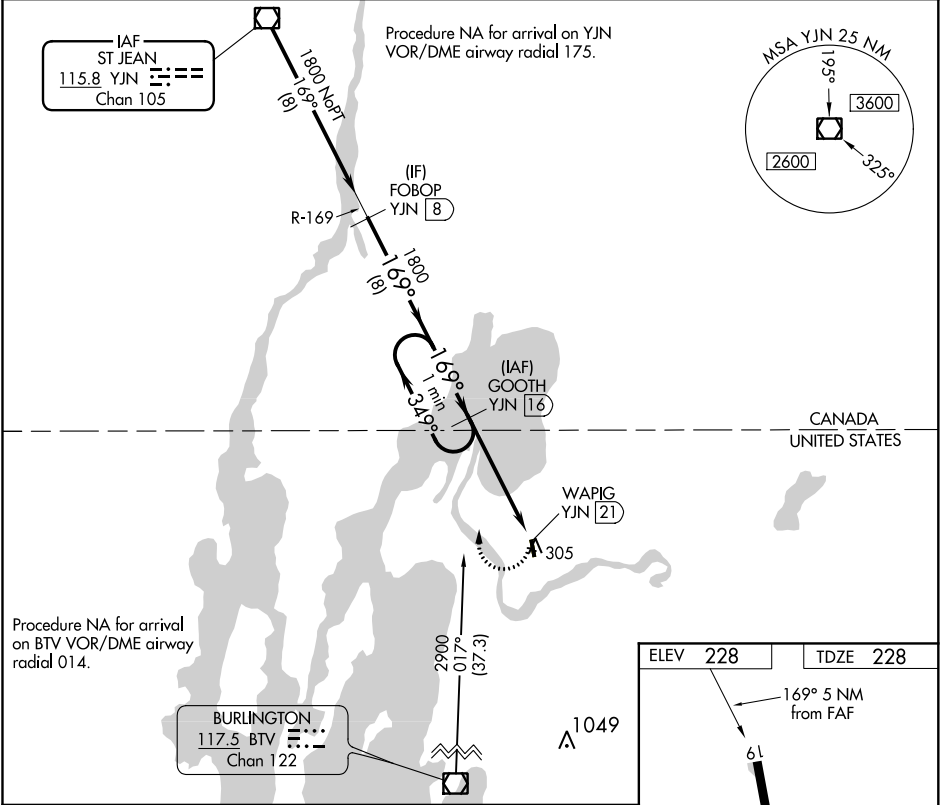 IAF
ST JEAN
115.8 YJN
Chan 105
Procedure NA for arrival on YJN
VOR/DME airway radial 175.
MSA YJN 25 NM
195°
3600
2600
325°
1800 NoPT
169°
(8)
(IF)
FOBOP
YJN 8
R-169
1800
169°
(8)
169°
1 min
349°
(IAF)
GOOTH
YJN 16
CANADA
UNITED STATES
WAPIG
YJN 21
305
Procedure NA for arrival
on BTV VOR/DME airway
radial 014.
2900
017°
(37.3)
BURLINGTON
117.5 BTV
Chan 122
1049
ELEV 228
TDZE 228
169° 5 NM
from FAF
19